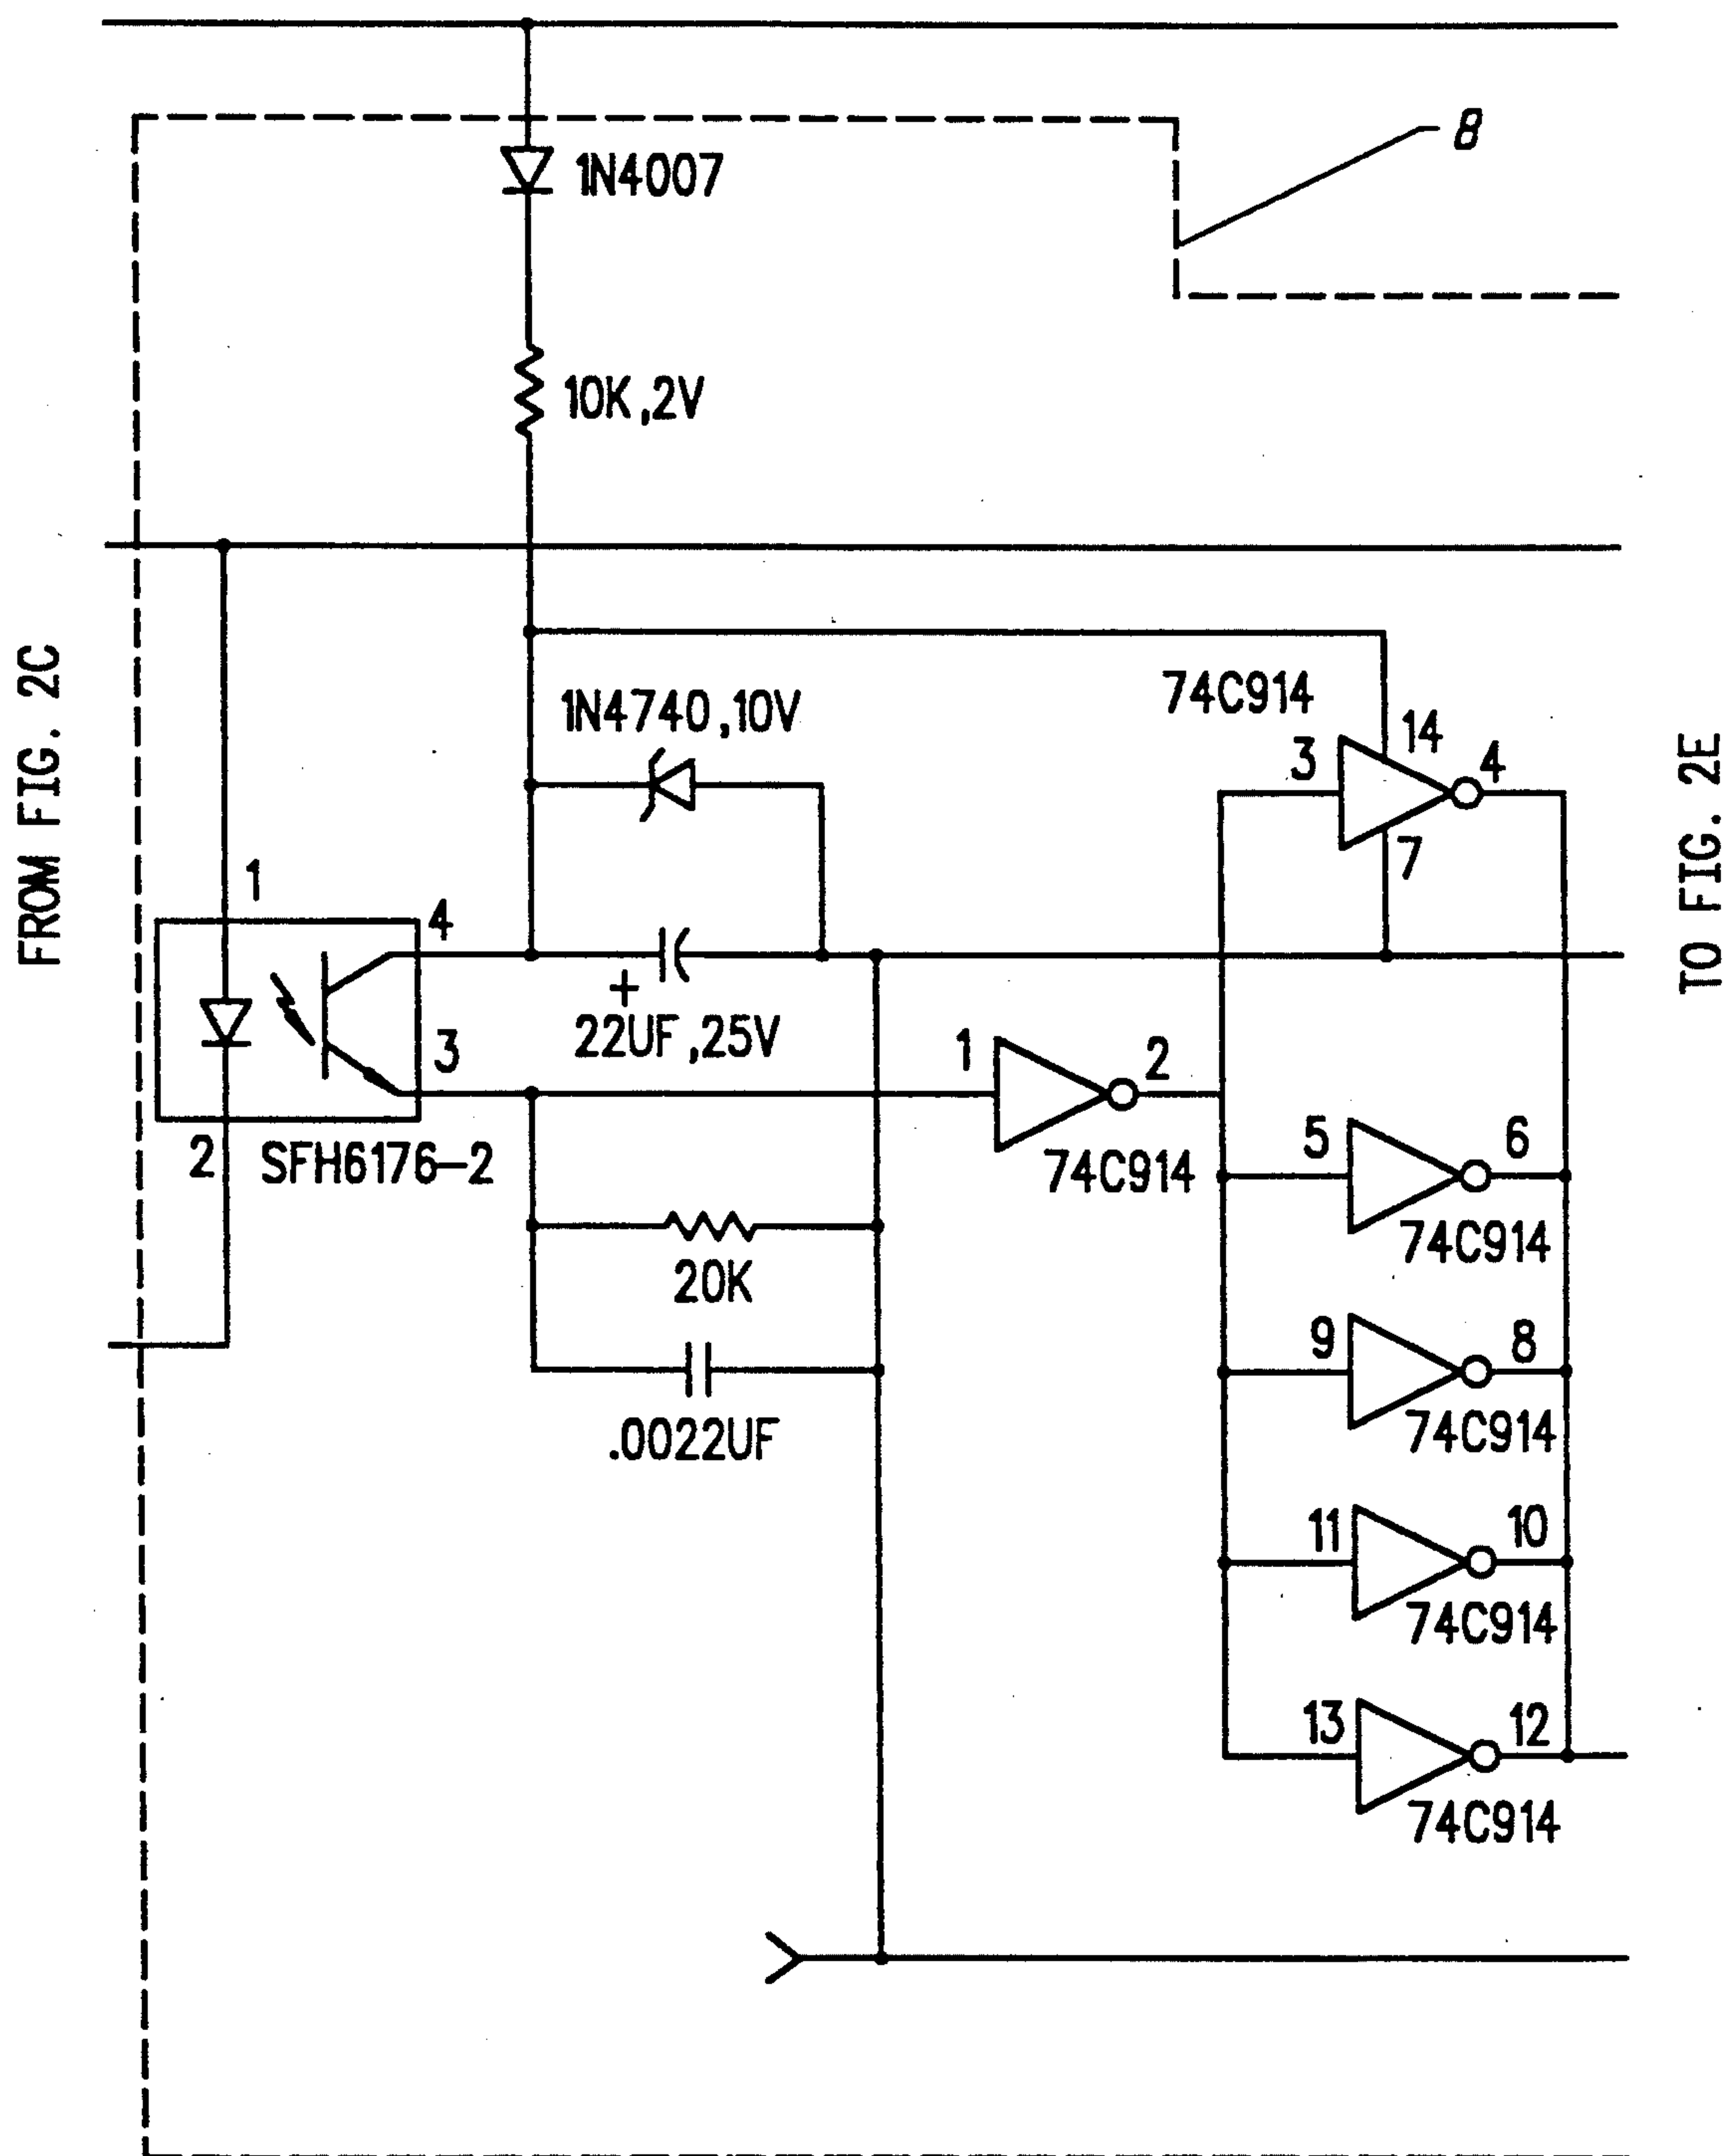 8
1N4007
10K,2V
FROM FIG. 2C
1N4740,10V
74C914
3
14
4
7
TO FIG. 2E
1
4
+
22UF,25V
3
2
SFH6176-2
1
2
74C914
5
6
74C914
20K
9
8
74C914
.0022UF
11
10
74C914
13
12
74C914